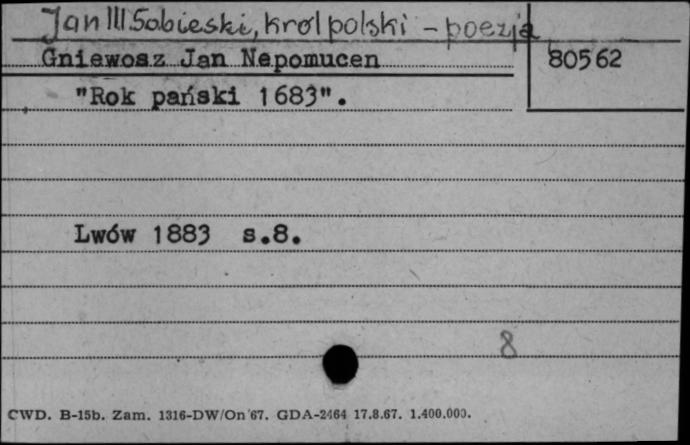 Jan III Sobieski, krol polski - poezja
Gniewosz Jan Nepomucen 80562
"Rok pański 1683".
Lwów 1883 s.8.
8
CWD. B-15b. Zam. 1316-DW/On'67. GDA-2464 17.8.67. 1.400.000.